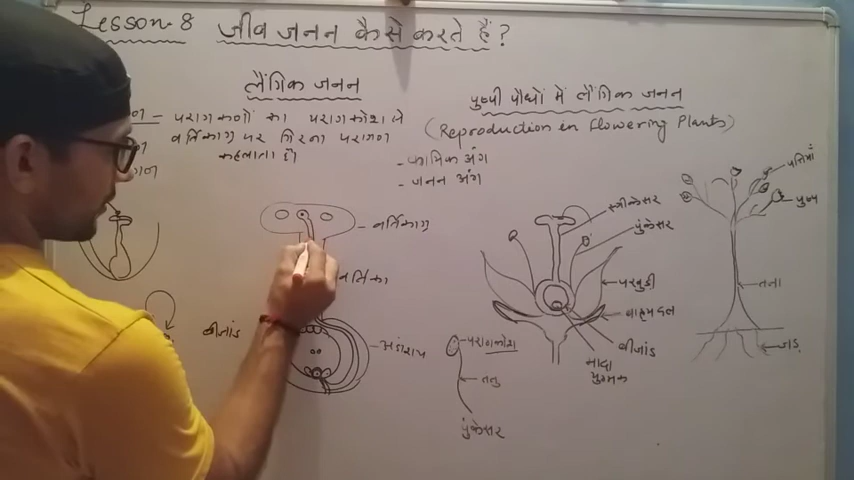 Lesson 8 जीव जनन कैसे करते हैं?
लैंगिक जनन
परागकणों का परागकोश से
वर्तिकाग्र पर गिरना परागण
कहलाता है।
पुष्पी पौधों में लैंगिक जनन
(Reproduction in flowering Plants)
- कायिक अंग
- जनन अंग
वर्तिकाग्र
वर्तिका
बीजांड
अंडाशय
स्त्रीकेसर
पुंकेसर
पंखुड़ी
बाह्यदल
बीजांड
मादा
युग्मक
परागकोश
तन्तु
पुंकेसर
पत्तियाँ
पुष्प
तना
जड़